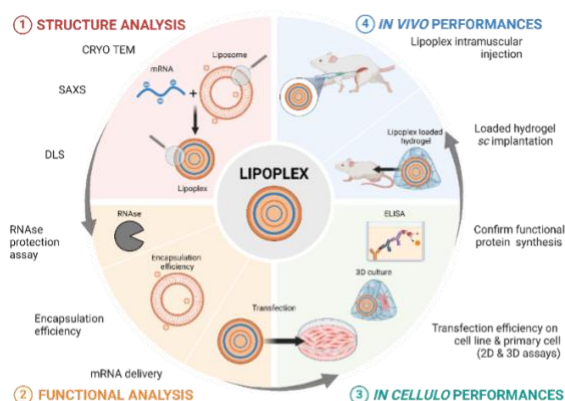 1 STRUCTURE ANALYSIS
CRYO TEM
SAXS
DLS
mRNA
+
Liposome
Lipoplex
4 IN VIVO PERFORMANCES
Lipoplex intramuscular
injection
Loaded hydrogel
sc implantation
Lipoplex loaded
hydrogel
LIPOPLEX
RNAse
protection
assay
RNAse
Encapsulation
efficiency
Encapsulation
efficiency
Transfection
mRNA delivery
2 FUNCTIONAL ANALYSIS
ELISA
3D culture
Confirm functional
protein synthesis
Transfection efficiency on
cell line & primary cell
(2D & 3D assays)
3 IN CELLULO PERFORMANCES